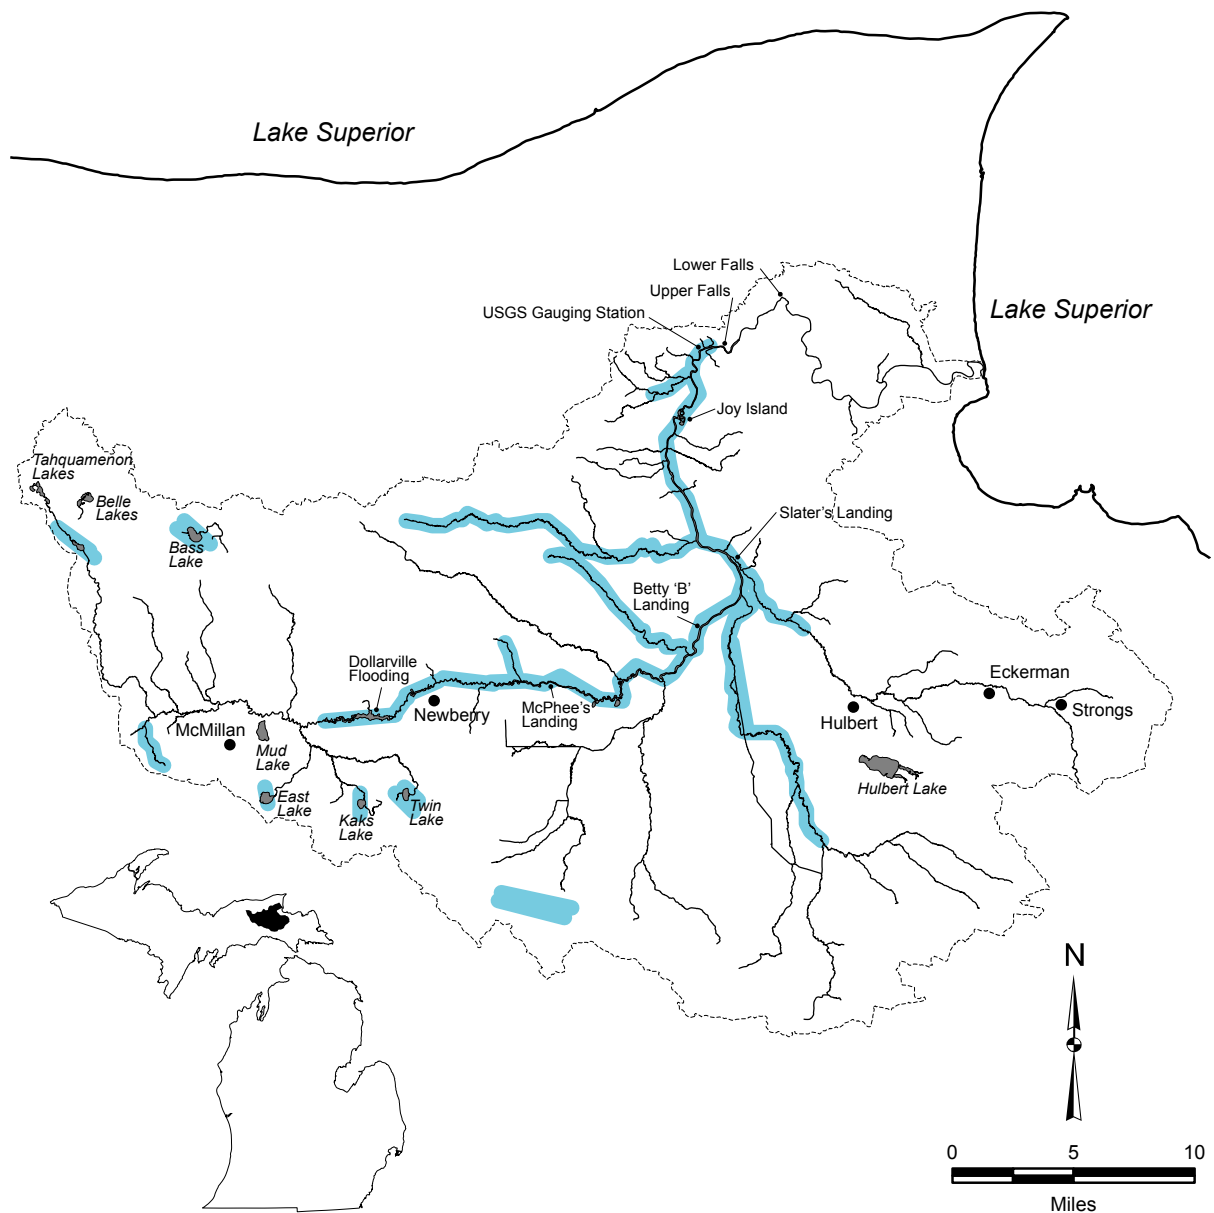 Lake Superior
Lower Falls
Upper Falls
USGS Gauging Station
Lake Superior
Joy Island
Tahquamenon
Lakes
Belle
Lakes
Bass
Lake
Slater's Landing
Betty 'B'
Landing
Dollarville
Flooding
Newberry
McPhee's
Landing
Eckerman
Strongs
Hulbert
McMillan
Mud
Lake
Hulbert Lake
East
Lake
Kaks
Lake
Twin
Lake
N
0 5 10
Miles